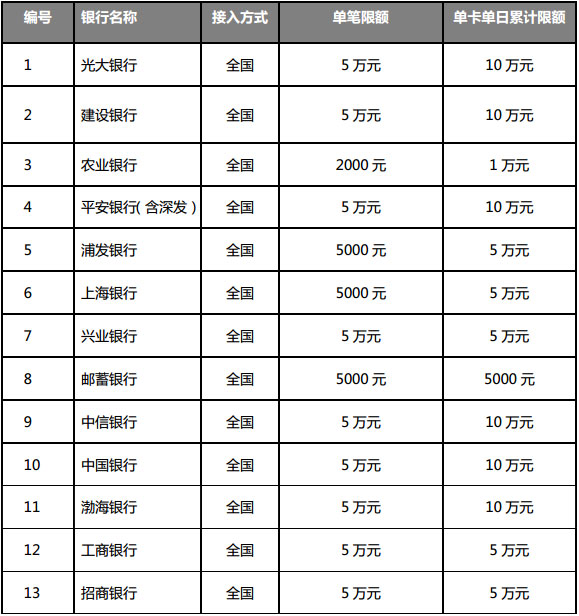 编号 银行名称 接入方式 单笔限额 单卡单日累计限额
1 光大银行 全国 5 万元 10 万元
2 建设银行 全国 5 万元 10 万元
3 农业银行 全国 2000 元 1 万元
4 平安银行（含深发） 全国 5 万元 10 万元
5 浦发银行 全国 5000 元 5 万元
6 上海银行 全国 5000 元 5 万元
7 兴业银行 全国 5 万元 5 万元
8 邮蓄银行 全国 5000 元 5000 元
9 中信银行 全国 5 万元 10 万元
10 中国银行 全国 5 万元 10 万元
11 渤海银行 全国 5 万元 10 万元
12 工商银行 全国 5 万元 5 万元
13 招商银行 全国 5 万元 5 万元